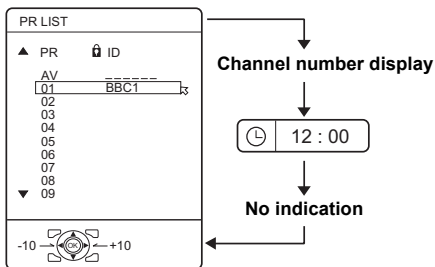 PR LIST
PR ID
AV _ _ _ _ _ _
01 BBC1
02
03
04
05
06
07
08
09
-10 OK +10
Channel number display
12 : 00
No indication